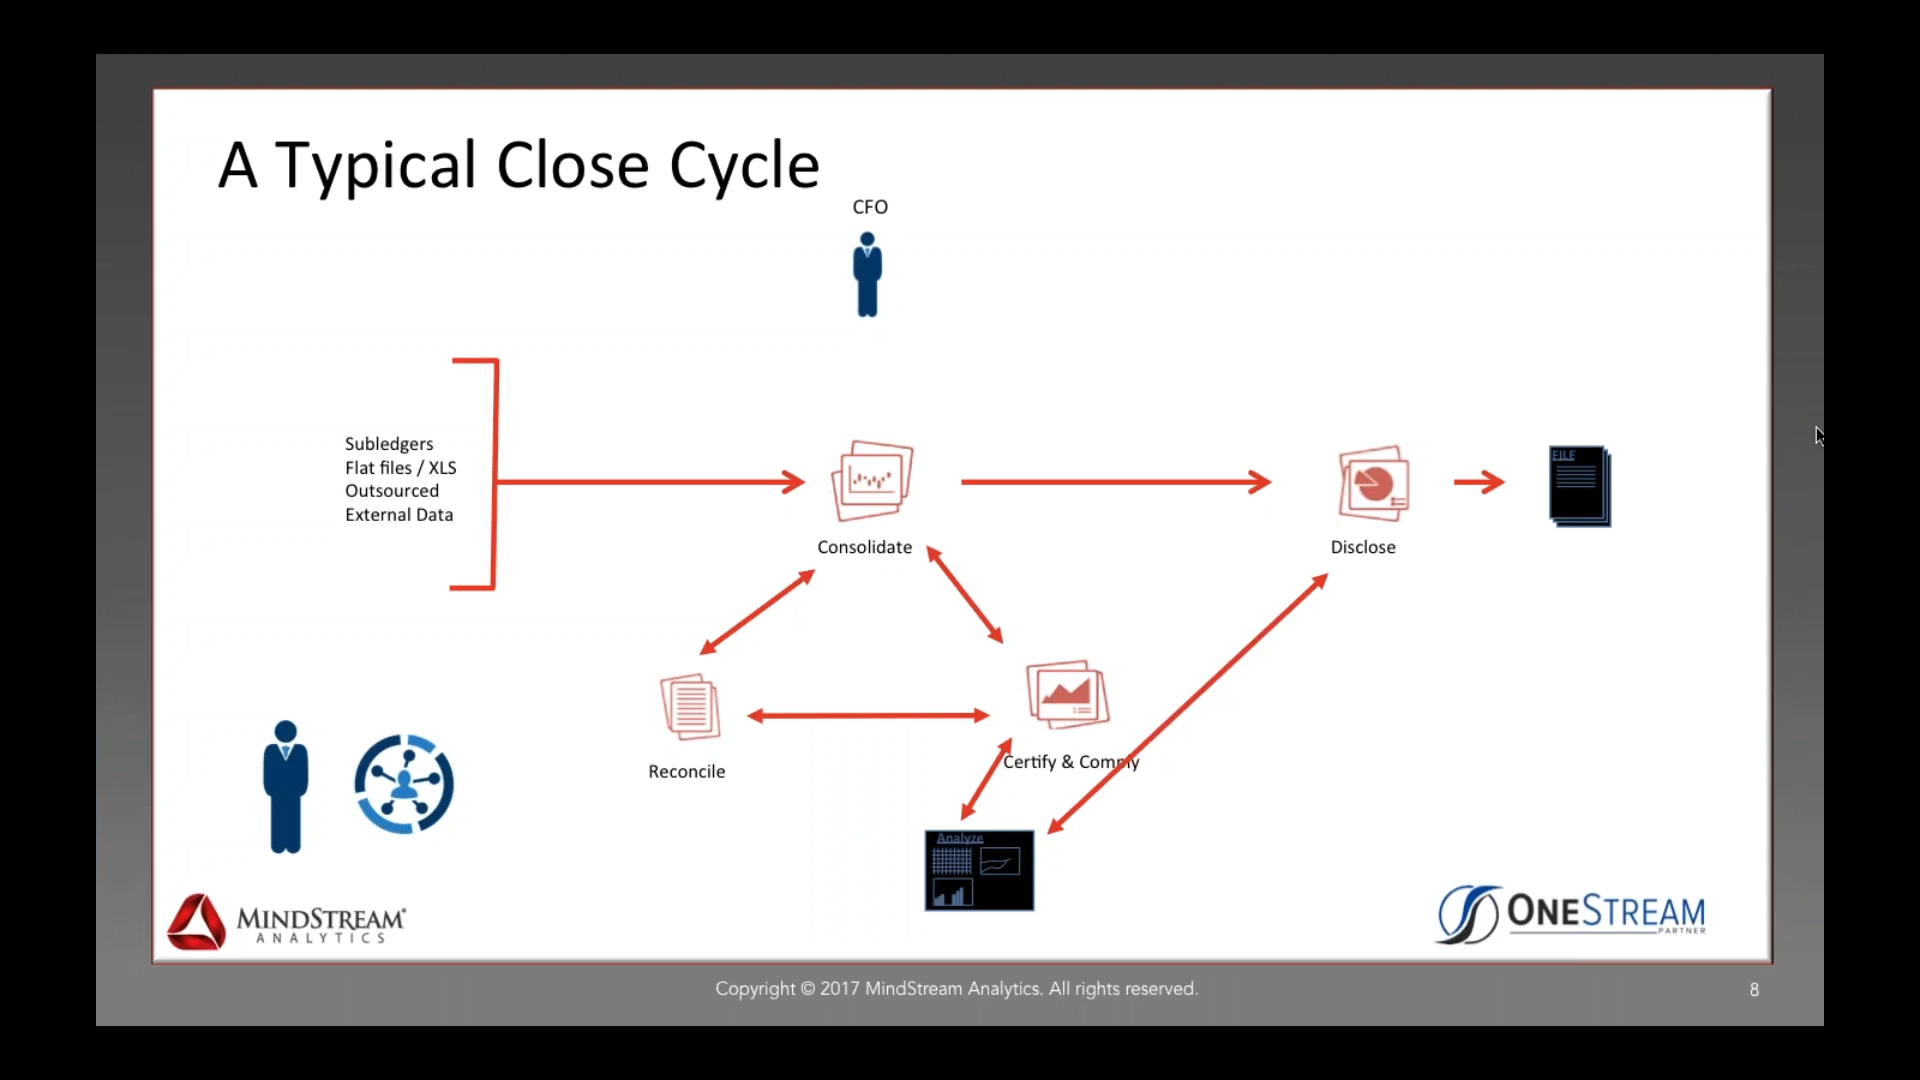 A Typical Close Cycle
CFO
Subledgers
Flat files / XLS
Outsourced
External Data
FILE
Consolidate
Disclose
Reconcile
Certify & Comply
Analyze
MINDSTREAM®
ANALYTICS
ONESTREAM
PARTNER
Copyright © 2017 MindStream Analytics. All rights reserved.
8